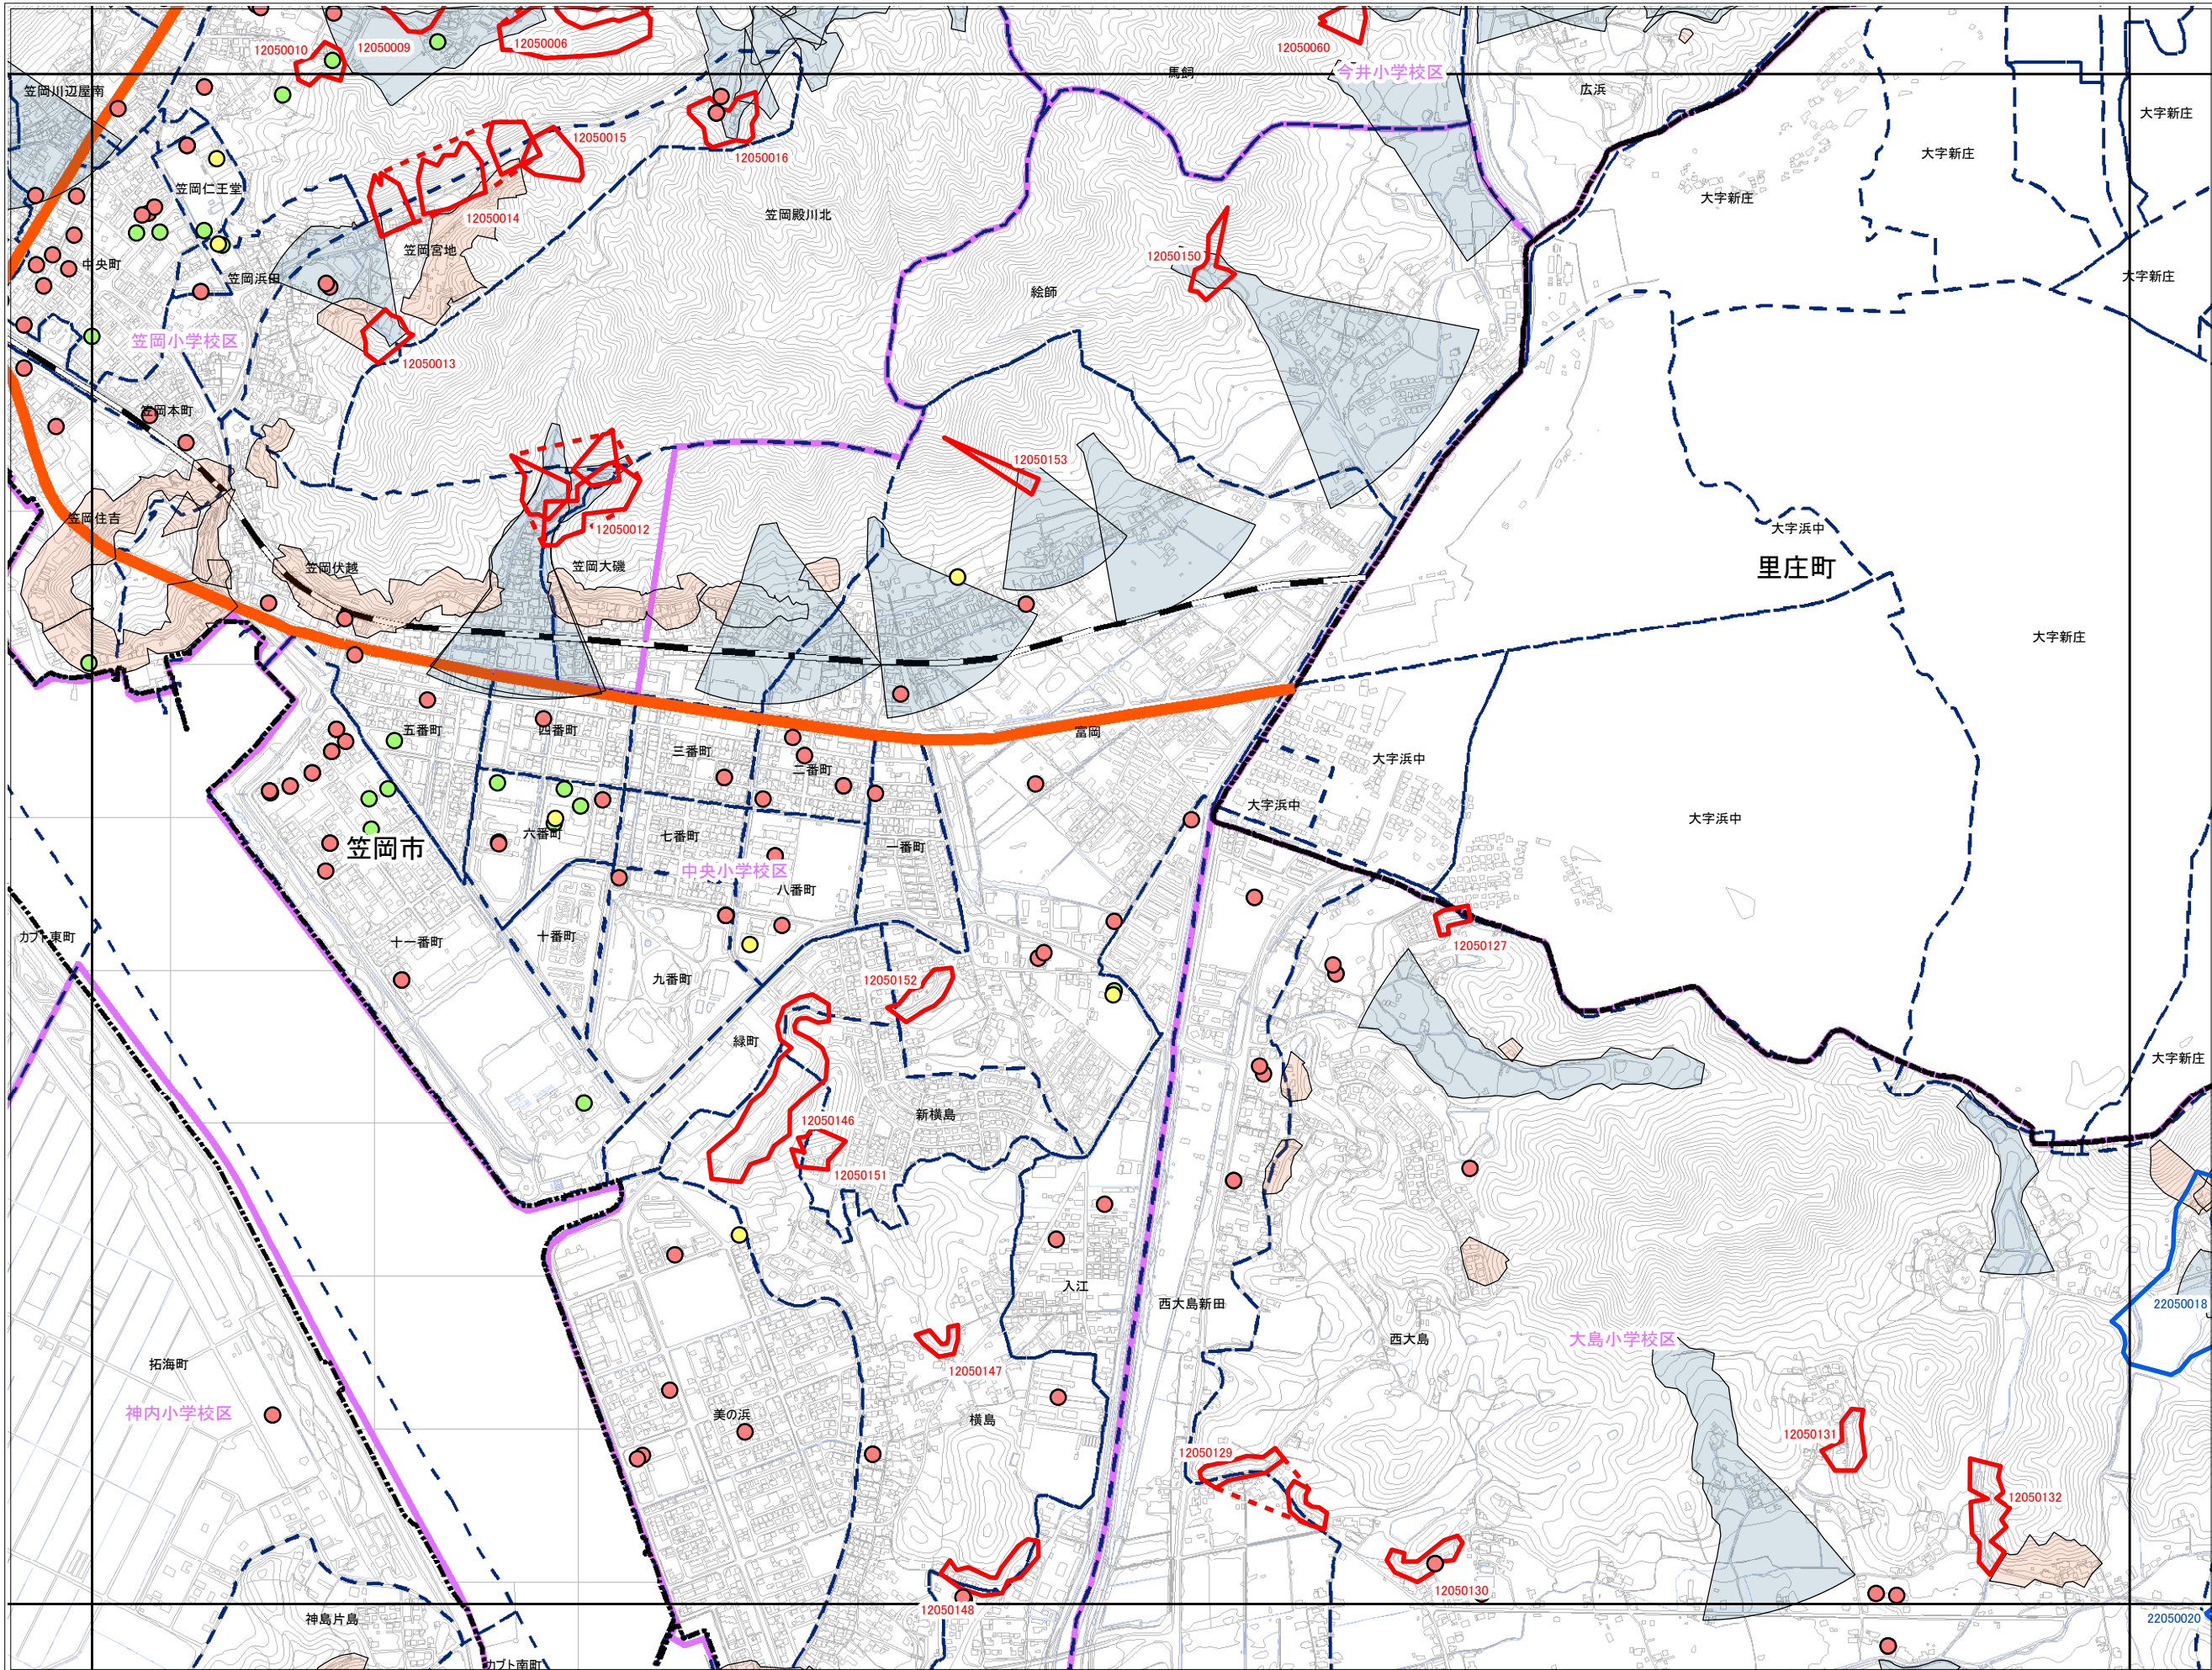 12050010
12050009
12050006
12050060
馬飼
今井小学校区
広浜
笠岡川辺屋南
大字新庄
12050015
12050016
大字新庄
笠岡仁王堂
大字新庄
12050014
笠岡殿川北
笠岡宮地
12050150
中央町
笠岡浜田
大字新庄
絵師
笠岡小学校区
12050013
笠岡本町
12050153
笠岡住吉
12050012
大字浜中
笠岡伏越
笠岡大磯
里庄町
大字新庄
五番町
四番町
富岡
三番町
二番町
大字浜中
大字浜中
大字浜中
六番町
七番町
一番町
笠岡市
中央小学校区
八番町
カブト東町
十一番町
十番町
12050127
九番町
12050152
緑町
大字新庄
新横島
12050146
12050151
入江
西大島新田
22050018
西大島
大島小学校区
拓海町
12050147
神内小学校区
美の浜
横島
12050131
12050129
12050132
12050130
12050148
神島片島
22050020
カブト南町